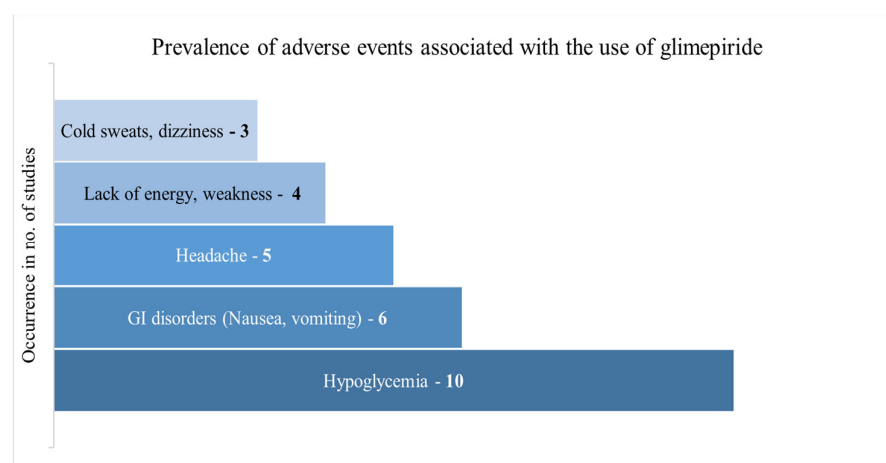 Prevalence of adverse events associated with the use of glimepiride
Occurrence in no. of studies
Cold sweats, dizziness - 3
Lack of energy, weakness - 4
Headache - 5
GI disorders (Nausea, vomiting) - 6
Hypoglycemia - 10